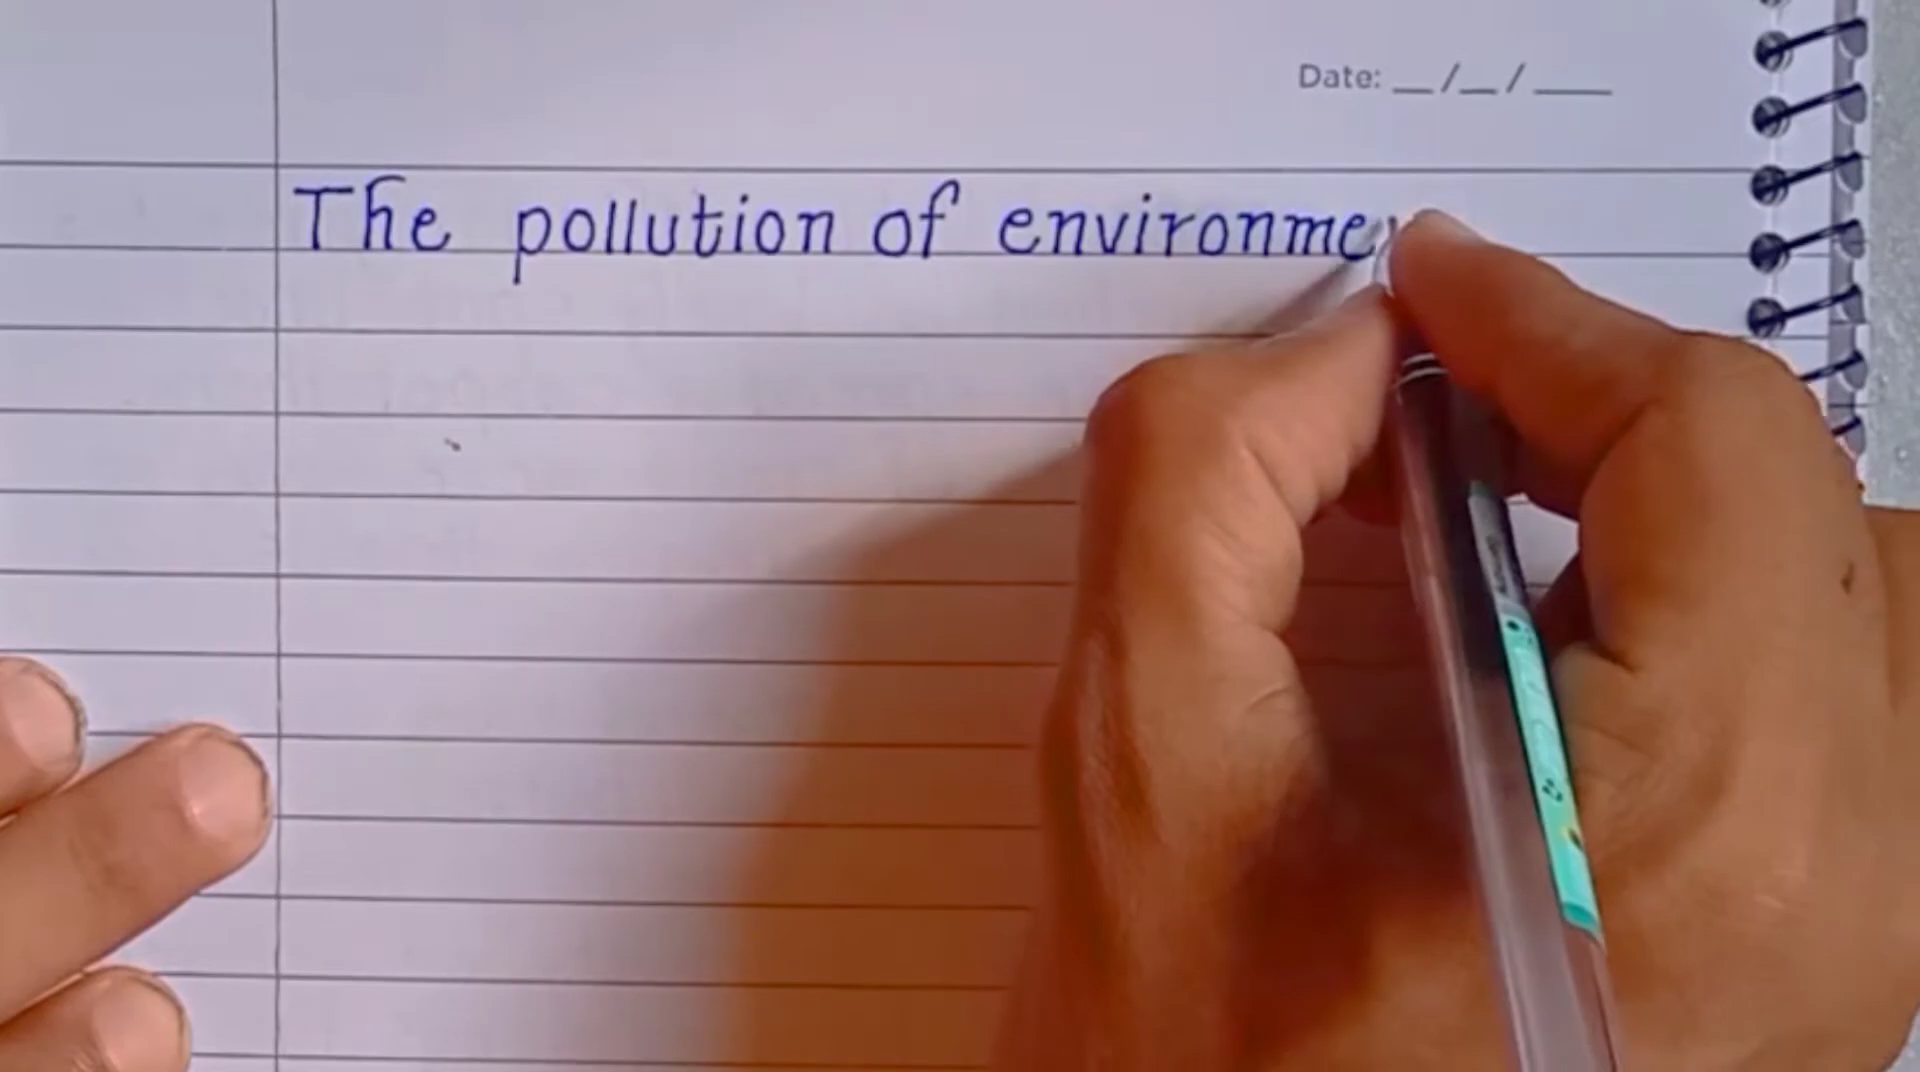 Date: __/__/____
The pollution of environme